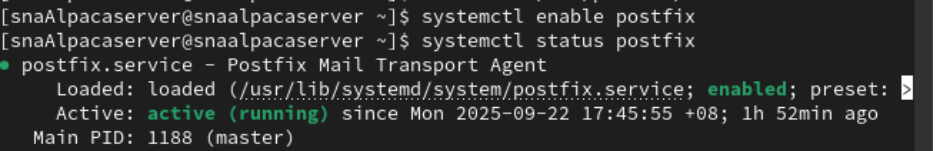 [snaAlpacaserver@snaalpacaserver ~]$ systemctl enable postfix
[snaAlpacaserver@snaalpacaserver ~]$ systemctl status postfix
● postfix.service - Postfix Mail Transport Agent
Loaded: loaded (/usr/lib/systemd/system/postfix.service; enabled; preset: >
Active: active (running) since Mon 2025-09-22 17:45:55 +08; 1h 52min ago
Main PID: 1188 (master)